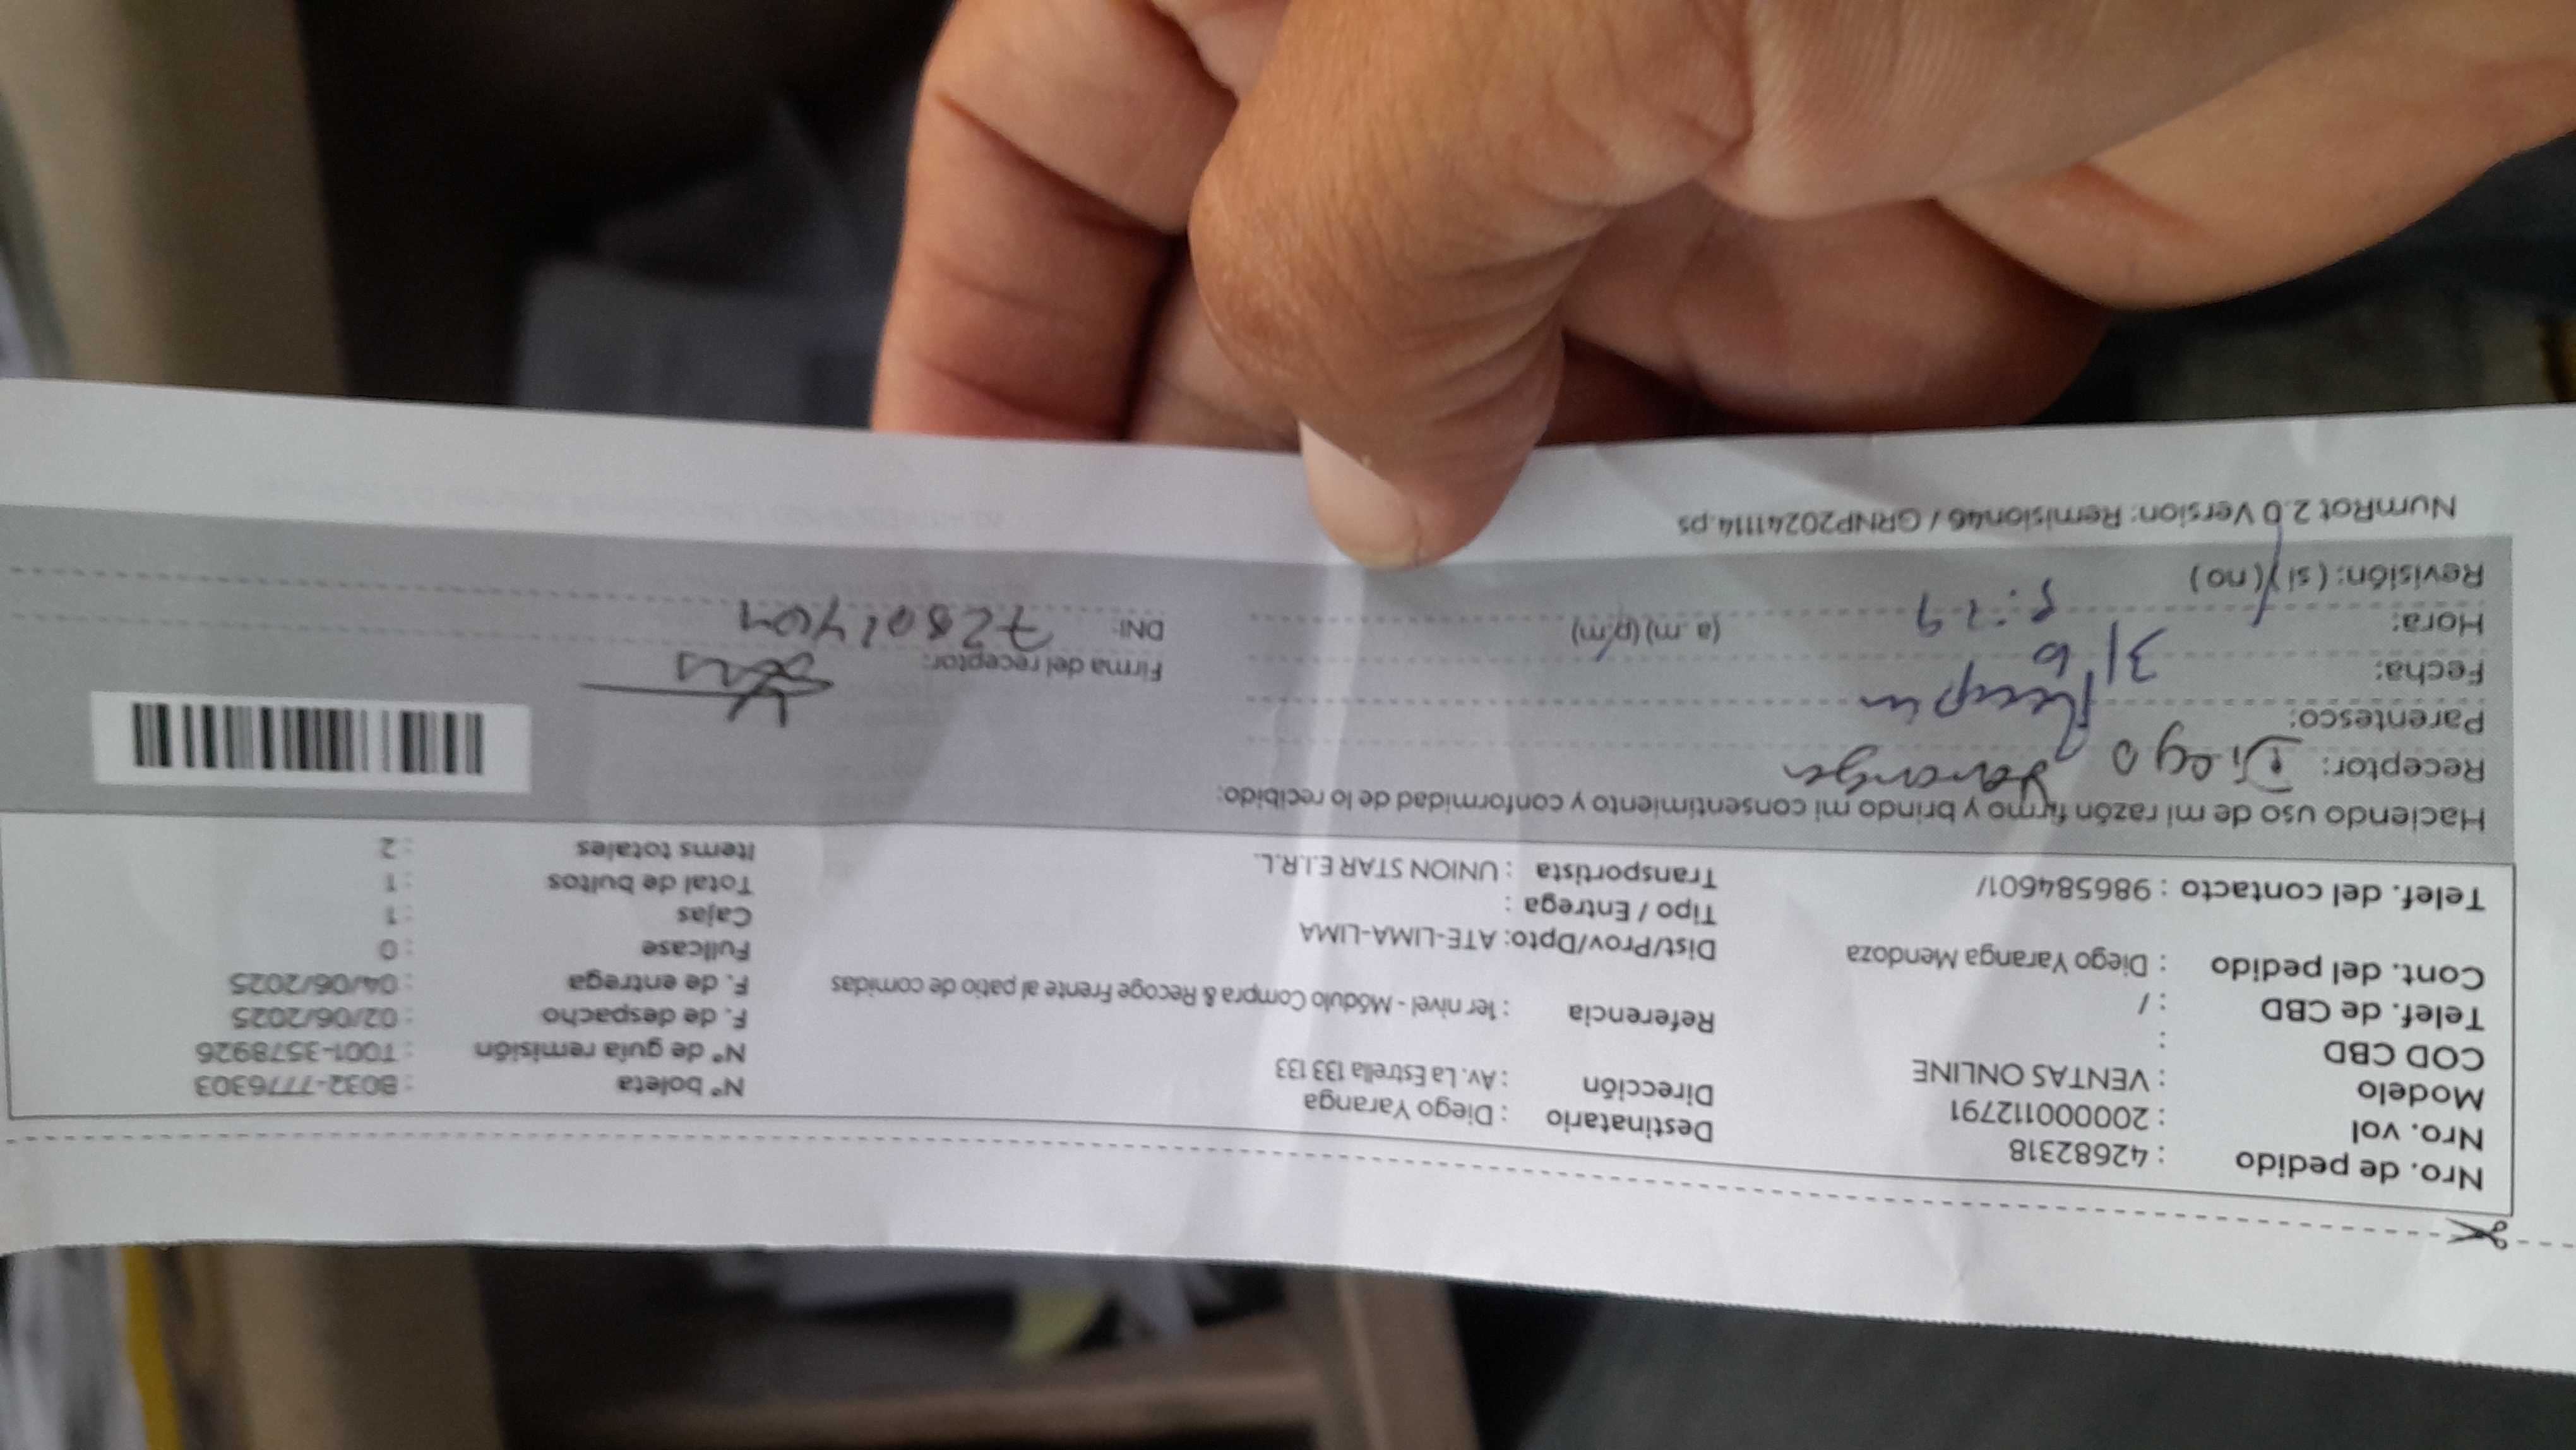 Nro. de pedido : 42682318
Nro. vol : 200000112791
Modelo : VENTAS ONLINE
COD CBD :
Telef. de CBD : /
Cont. del pedido : Diego Yaranga Mendoza
Telef. del contacto : 986584601/
Destinatario : Diego Yaranga
Dirección : Av. La Estrella 133 133
Referencia : 1er nivel - Módulo Compra & Recoge Frente al patio de comidas
Dist/Prov/Dpto: ATE-LIMA-LIMA
Tipo / Entrega :
Transportista : UNION STAR E.I.R.L.
Nº boleta : B032-7776303
Nº de guía remisión : T001-3578926
F. de despacho : 02/06/2025
F. de entrega : 04/06/2025
Fullcase : 0
Cajas : 1
Total de bultos : 1
Items totales : 2
Haciendo uso de mi razón firmo y brindo mi consentimiento y conformidad de lo recibido:
Receptor: Diego Yaranga
Parentesco:
Fecha: 31 6
Hora: (a.m) (p.m)
Revisión: (si) (no)
Firma del receptor:
DNI:
NumRot 2.0 Version: Remision46 / GRNP20241114.ps